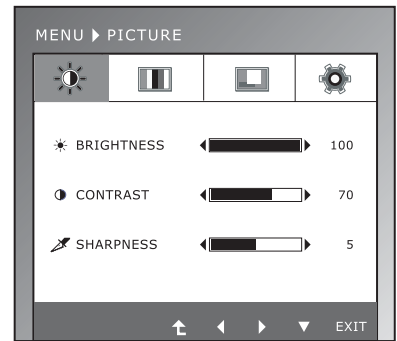 MENU ▶ PICTURE
BRIGHTNESS 100
CONTRAST 70
SHARPNESS 5
EXIT